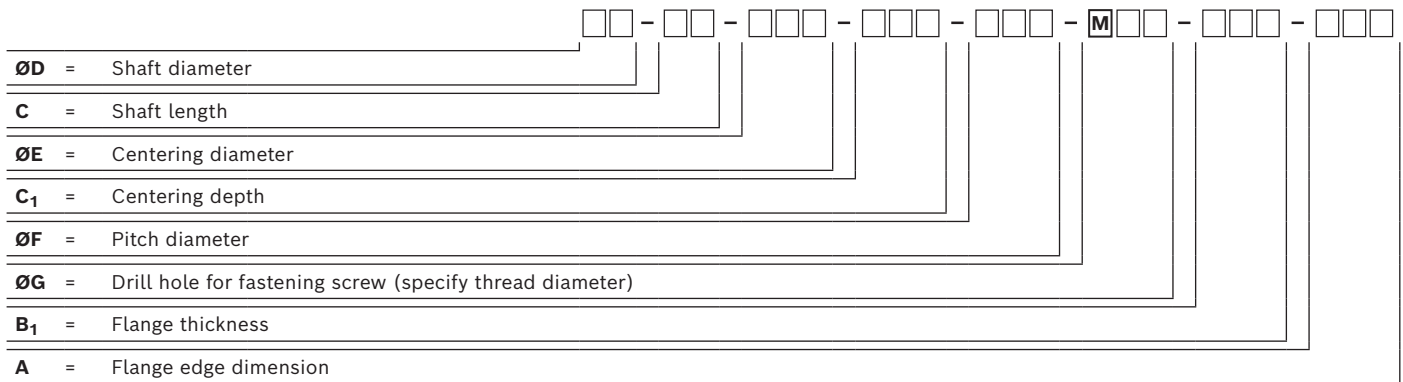 – – – – – M – –
ØD = Shaft diameter
C = Shaft length
ØE = Centering diameter
C₁ = Centering depth
ØF = Pitch diameter
ØG = Drill hole for fastening screw (specify thread diameter)
B₁ = Flange thickness
A = Flange edge dimension